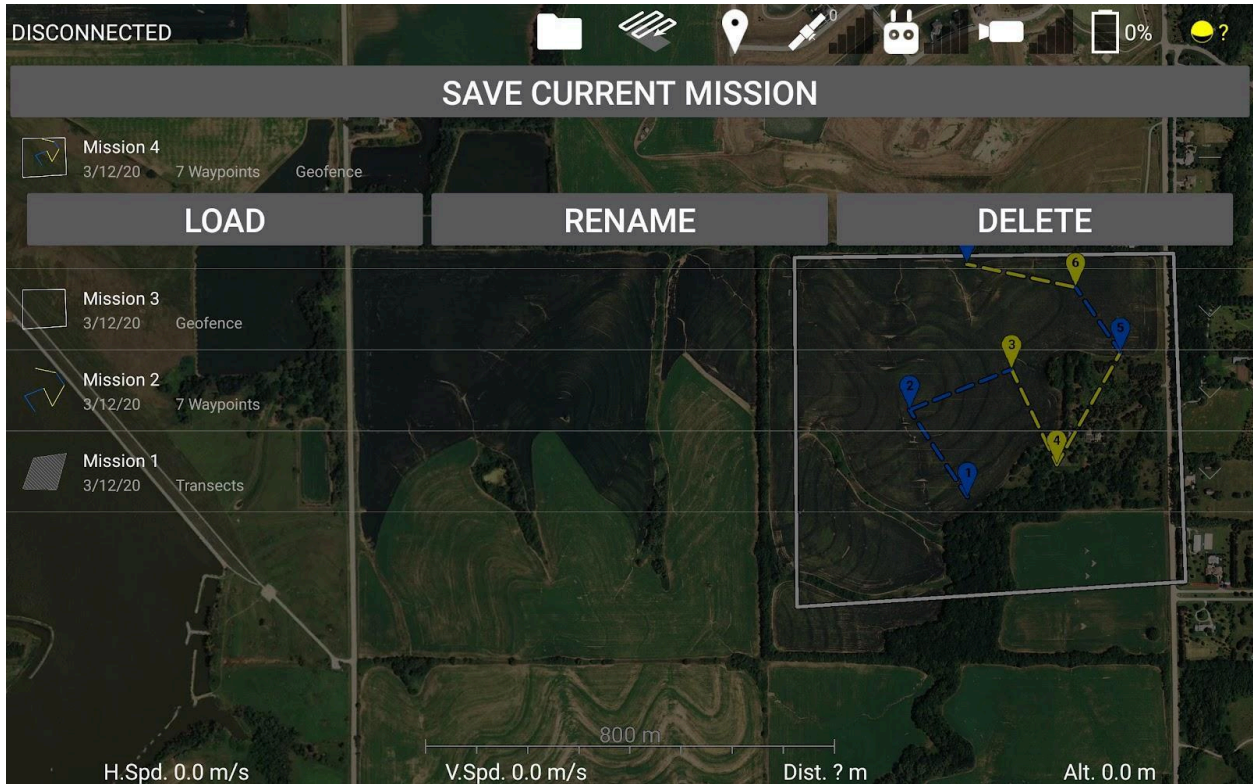 DISCONNECTED 0 0% ?
SAVE CURRENT MISSION
Mission 4
3/12/20 7 Waypoints Geofence
LOAD RENAME DELETE
Mission 3
3/12/20 Geofence
Mission 2
3/12/20 7 Waypoints
Mission 1
3/12/20 Transects
6
5
3
2
4
1
800 m
H.Spd. 0.0 m/s V.Spd. 0.0 m/s Dist. ? m Alt. 0.0 m